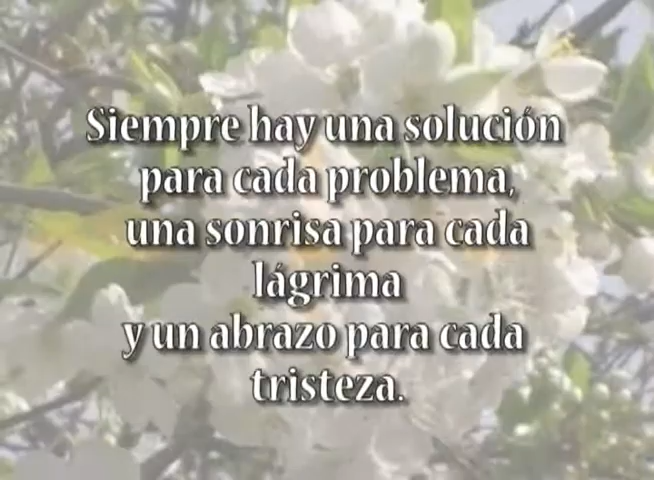 Siempre hay una solución
para cada problema,
una sonrisa para cada
lágrima
y un abrazo para cada
tristeza.